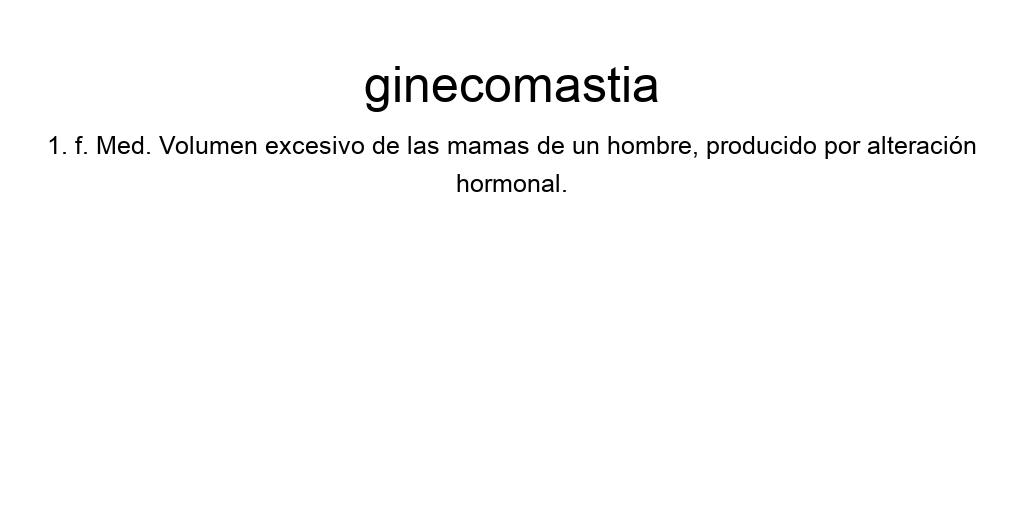 ginecomastia
1. f. Med. Volumen excesivo de las mamas de un hombre, producido por alteración
hormonal.